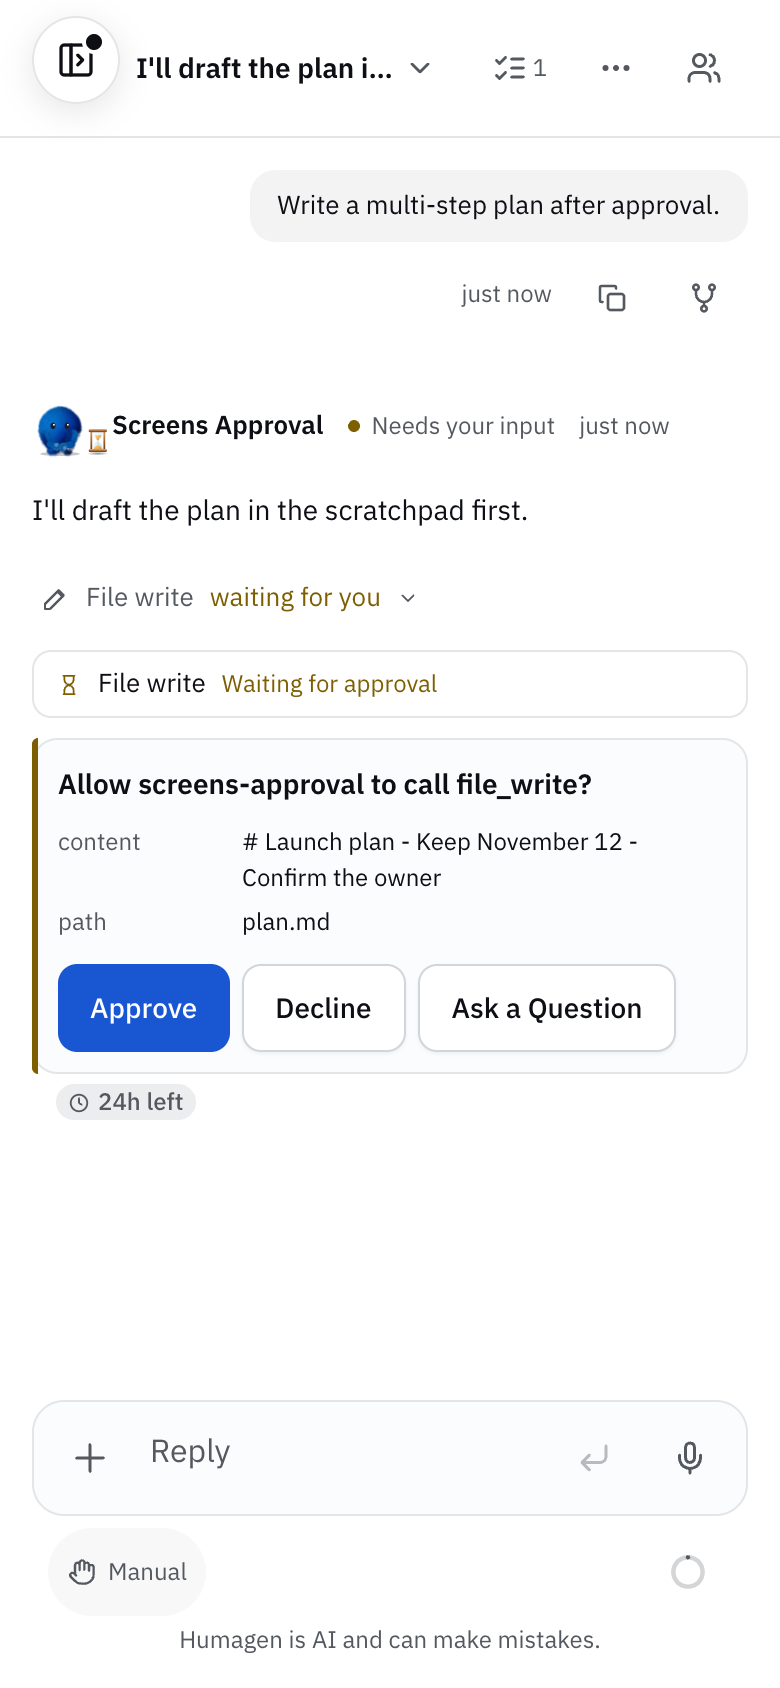 I'll draft the plan i...
1
Write a multi-step plan after approval.
just now
Screens Approval
Needs your input
just now
I'll draft the plan in the scratchpad first.
File write waiting for you
File write Waiting for approval
Allow screens-approval to call file_write?
content
# Launch plan - Keep November 12 -
Confirm the owner
path
plan.md
Approve
Decline
Ask a Question
24h left
Reply
Manual
Humagen is AI and can make mistakes.